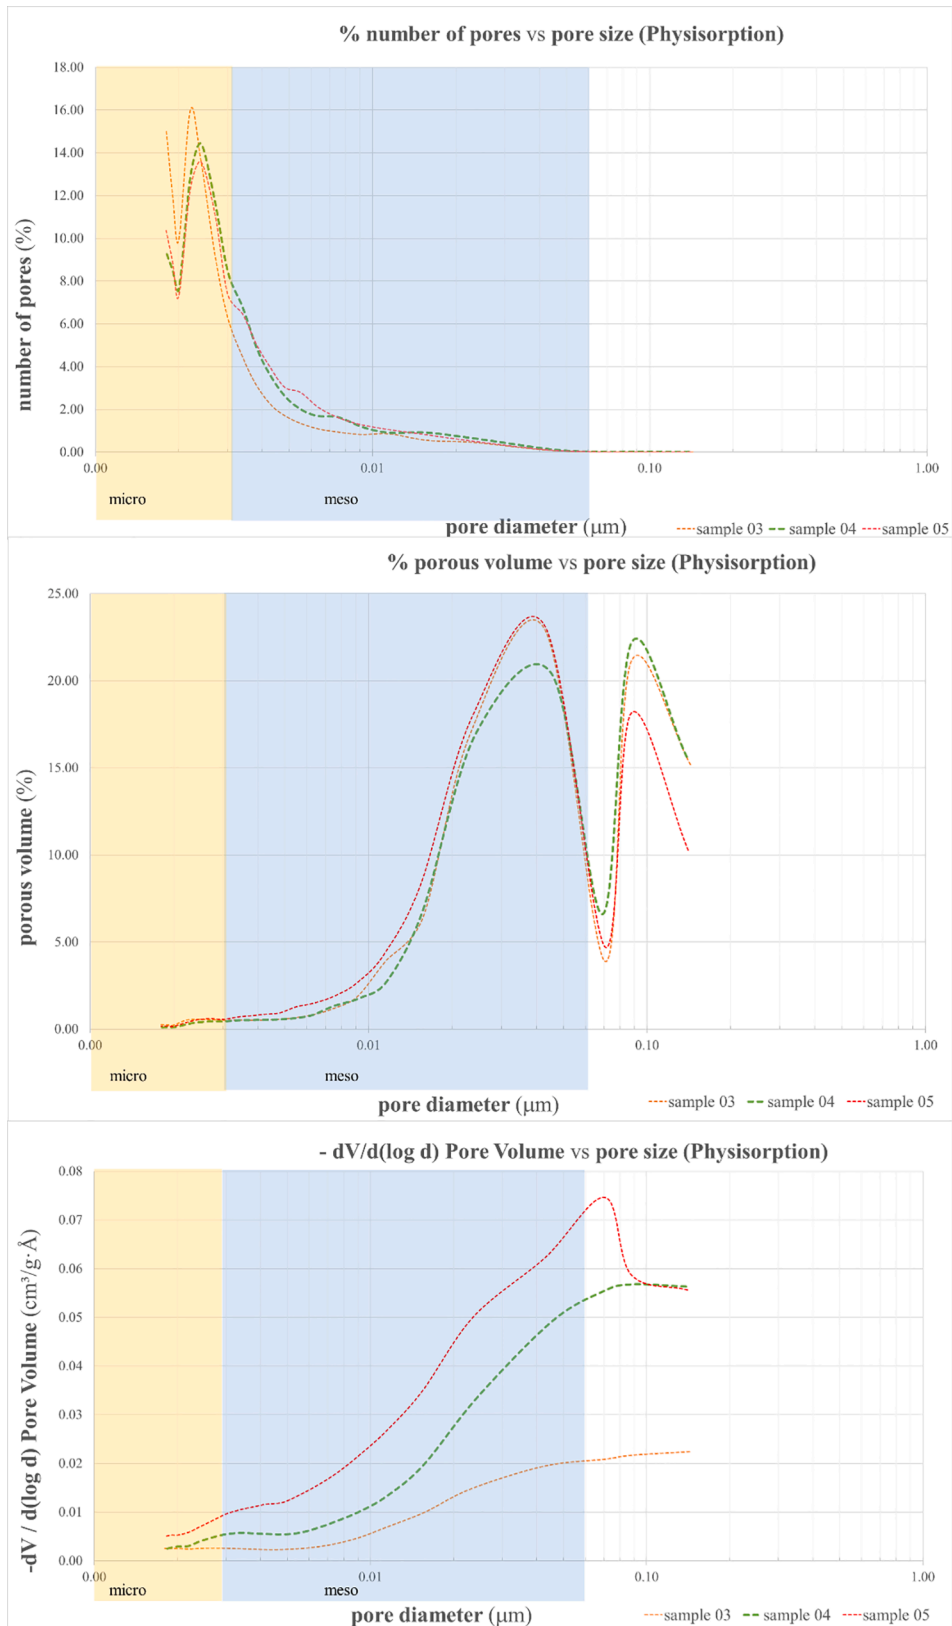 % number of pores vs pore size (Physisorption)
18.00
16.00
14.00
12.00
10.00
8.00
6.00
4.00
2.00
0.00
number of pores (%)
0.00 0.01 0.10 1.00
micro meso
pore diameter (μm)
sample 03 sample 04 sample 05
% porous volume vs pore size (Physisorption)
25.00
20.00
15.00
10.00
5.00
0.00
porous volume (%)
0.00 0.01 0.10 1.00
micro meso
pore diameter (μm)
sample 03 sample 04 sample 05
- dV/d(log d) Pore Volume vs pore size (Physisorption)
0.08
0.07
0.06
0.05
0.04
0.03
0.02
0.01
0.00
-dV / d(log d) Pore Volume (cm³/g·Å)
0.00 0.01 0.10 1.00
micro meso
pore diameter (μm)
sample 03 sample 04 sample 05